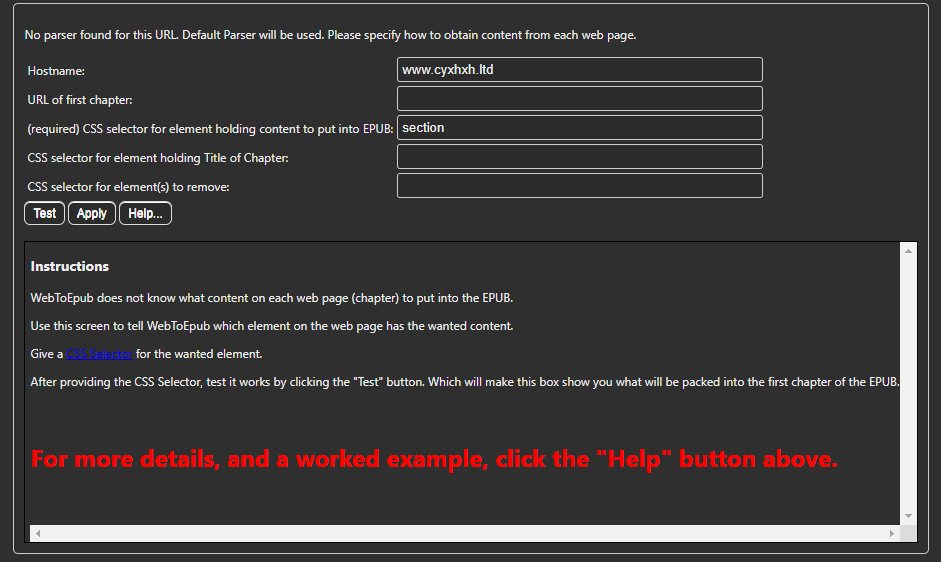 No parser found for this URL. Default Parser will be used. Please specify how to obtain content from each web page.
Hostname: www.cyxhxh.ltd
URL of first chapter:
(required) CSS selector for element holding content to put into EPUB: section
CSS selector for element holding Title of Chapter:
CSS selector for element(s) to remove:
Test Apply Help...
Instructions
WebToEpub does not know what content on each web page (chapter) to put into the EPUB.
Use this screen to tell WebToEpub which element on the web page has the wanted content.
Give a CSS Selector for the wanted element.
After providing the CSS Selector, test it works by clicking the "Test" button. Which will make this box show you what will be packed into the first chapter of the EPUB.
For more details, and a worked example, click the "Help" button above.